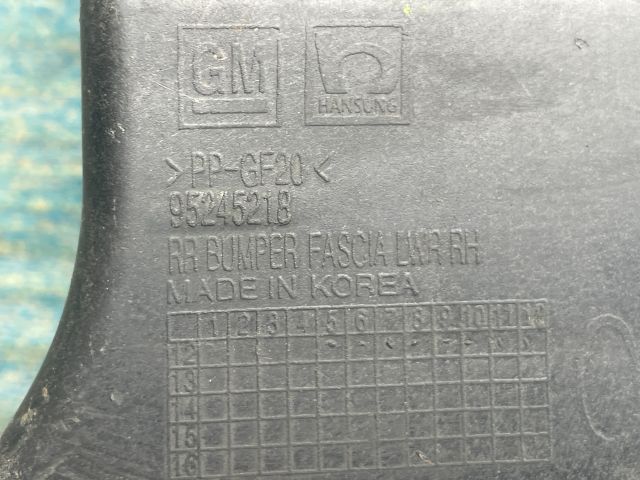 GM
HANSUNG
>PP-GF20<
95245218
RR BUMPER FASCIA LWR RH
MADE IN KOREA
1 2 3 4 5 6 7 8 9 10 11 12
12
13
14
15
16